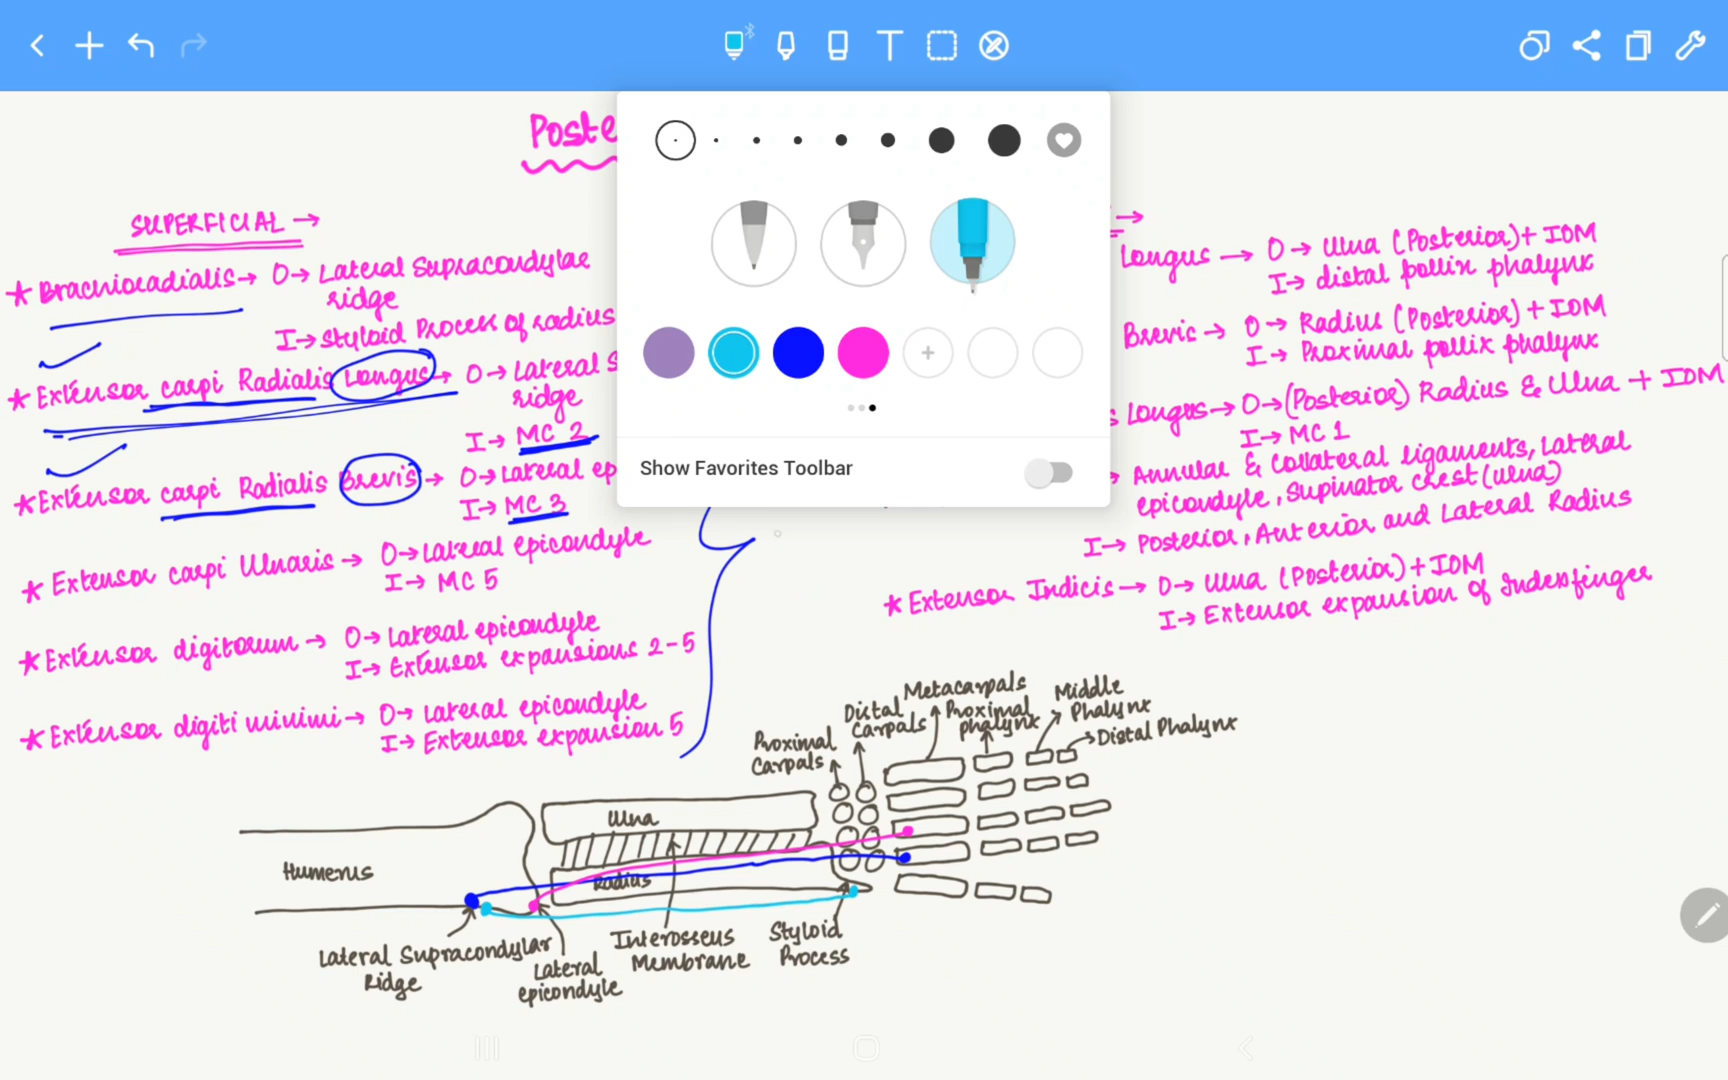 Poste
SUPERFICIAL →
* Brachioradialis → O → Lateral Supracondylar
ridge
I → Styloid Process of radius
* Extensor carpi Radialis Longus → O → Lateral S
ridge
I → MC 2
* Extensor carpi Radialis Brevis → O → Lateral ep
I → MC 3
* Extensor carpi Ulnaris → O → Lateral epicondyle
I → MC 5
* Extensor digitorum → O → Lateral epicondyle
I → Extensor expansions 2-5
* Extensor digiti minimi → O → Lateral epicondyle
I → Extensor expansion 5
T
Show Favorites Toolbar
→
Longus → O → Ulna (Posterior) + IOM
I → distal pollix phalynx
Brevis → O → Radius (Posterior) + IOM
I → Proximal pollix phalynx
s Longus → O → (Posterior) Radius & Ulna + IOM
I → MC 1
→ Annular & Collateral ligaments, Lateral
epicondyle, Supinator crest (ulna)
I → Posterior, Anterior and Lateral Radius
* Extensor Indicis → O → Ulna (Posterior) + IOM
I → Extensor expansion of Index finger
Proximal
Carpals
Distal
Carpals
Metacarpals
Proximal
Phalynx
Middle
Phalynx
Distal Phalynx
Humerus
Ulna
Radius
Lateral Supracondylar
Ridge
Lateral
epicondyle
Interosseus
Membrane
Styloid
Process